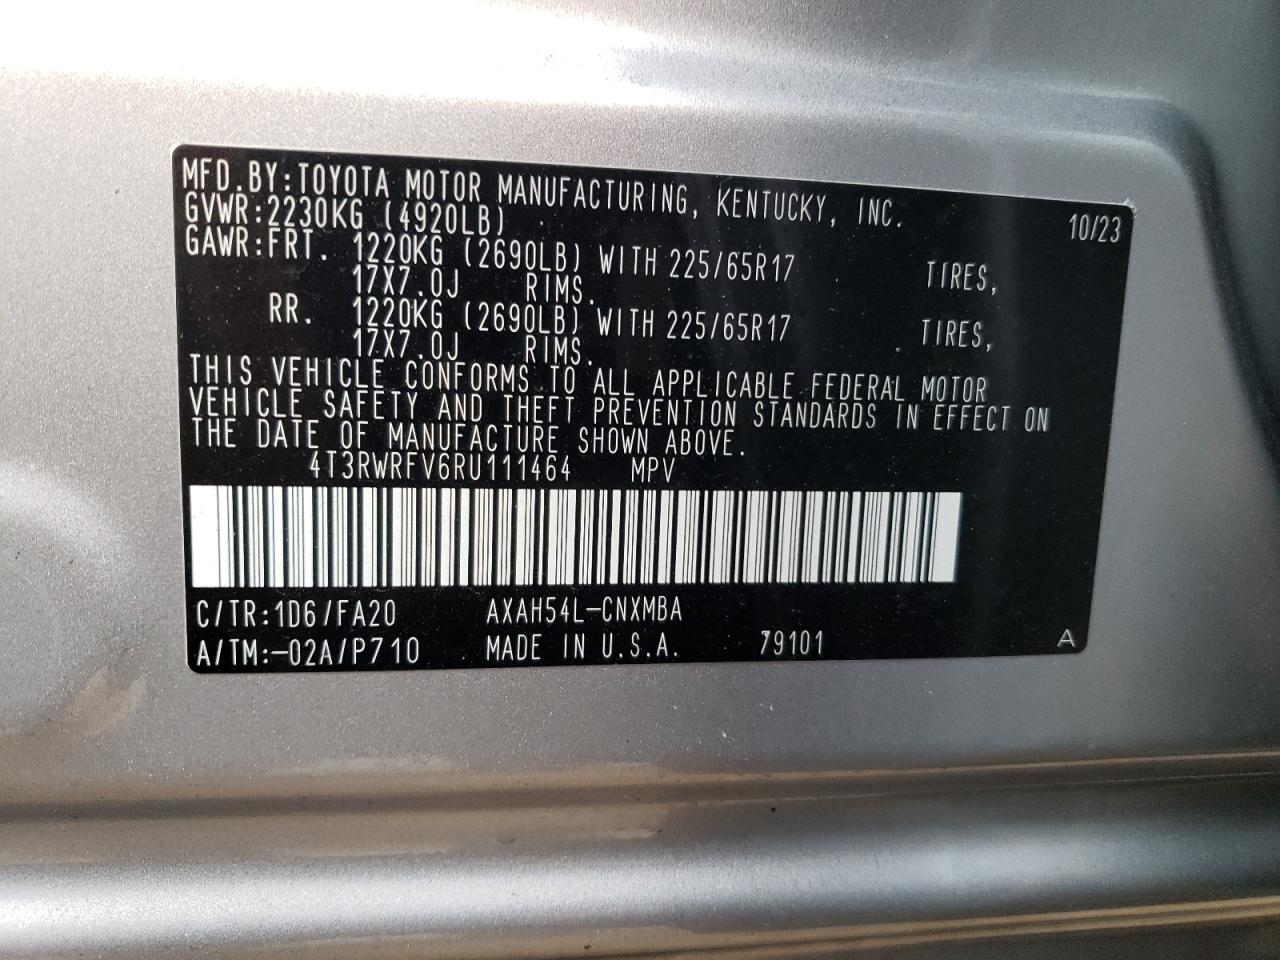 MFD.BY:TOYOTA MOTOR MANUFACTURING, KENTUCKY, INC.
GVWR:2230KG (4920LB) 10/23
GAWR:FRT. 1220KG (2690LB) WITH 225/65R17 TIRES,
17X7.0J RIMS.
RR. 1220KG (2690LB) WITH 225/65R17 TIRES,
17X7.0J RIMS.
THIS VEHICLE CONFORMS TO ALL APPLICABLE FEDERAL MOTOR
VEHICLE SAFETY AND THEFT PREVENTION STANDARDS IN EFFECT ON
THE DATE OF MANUFACTURE SHOWN ABOVE.
4T3RWRFV6RU111464 MPV
C/TR:1D6/FA20 AXAH54L-CNXMBA
A/TM:-02A/P710 MADE IN U.S.A. 79101 A